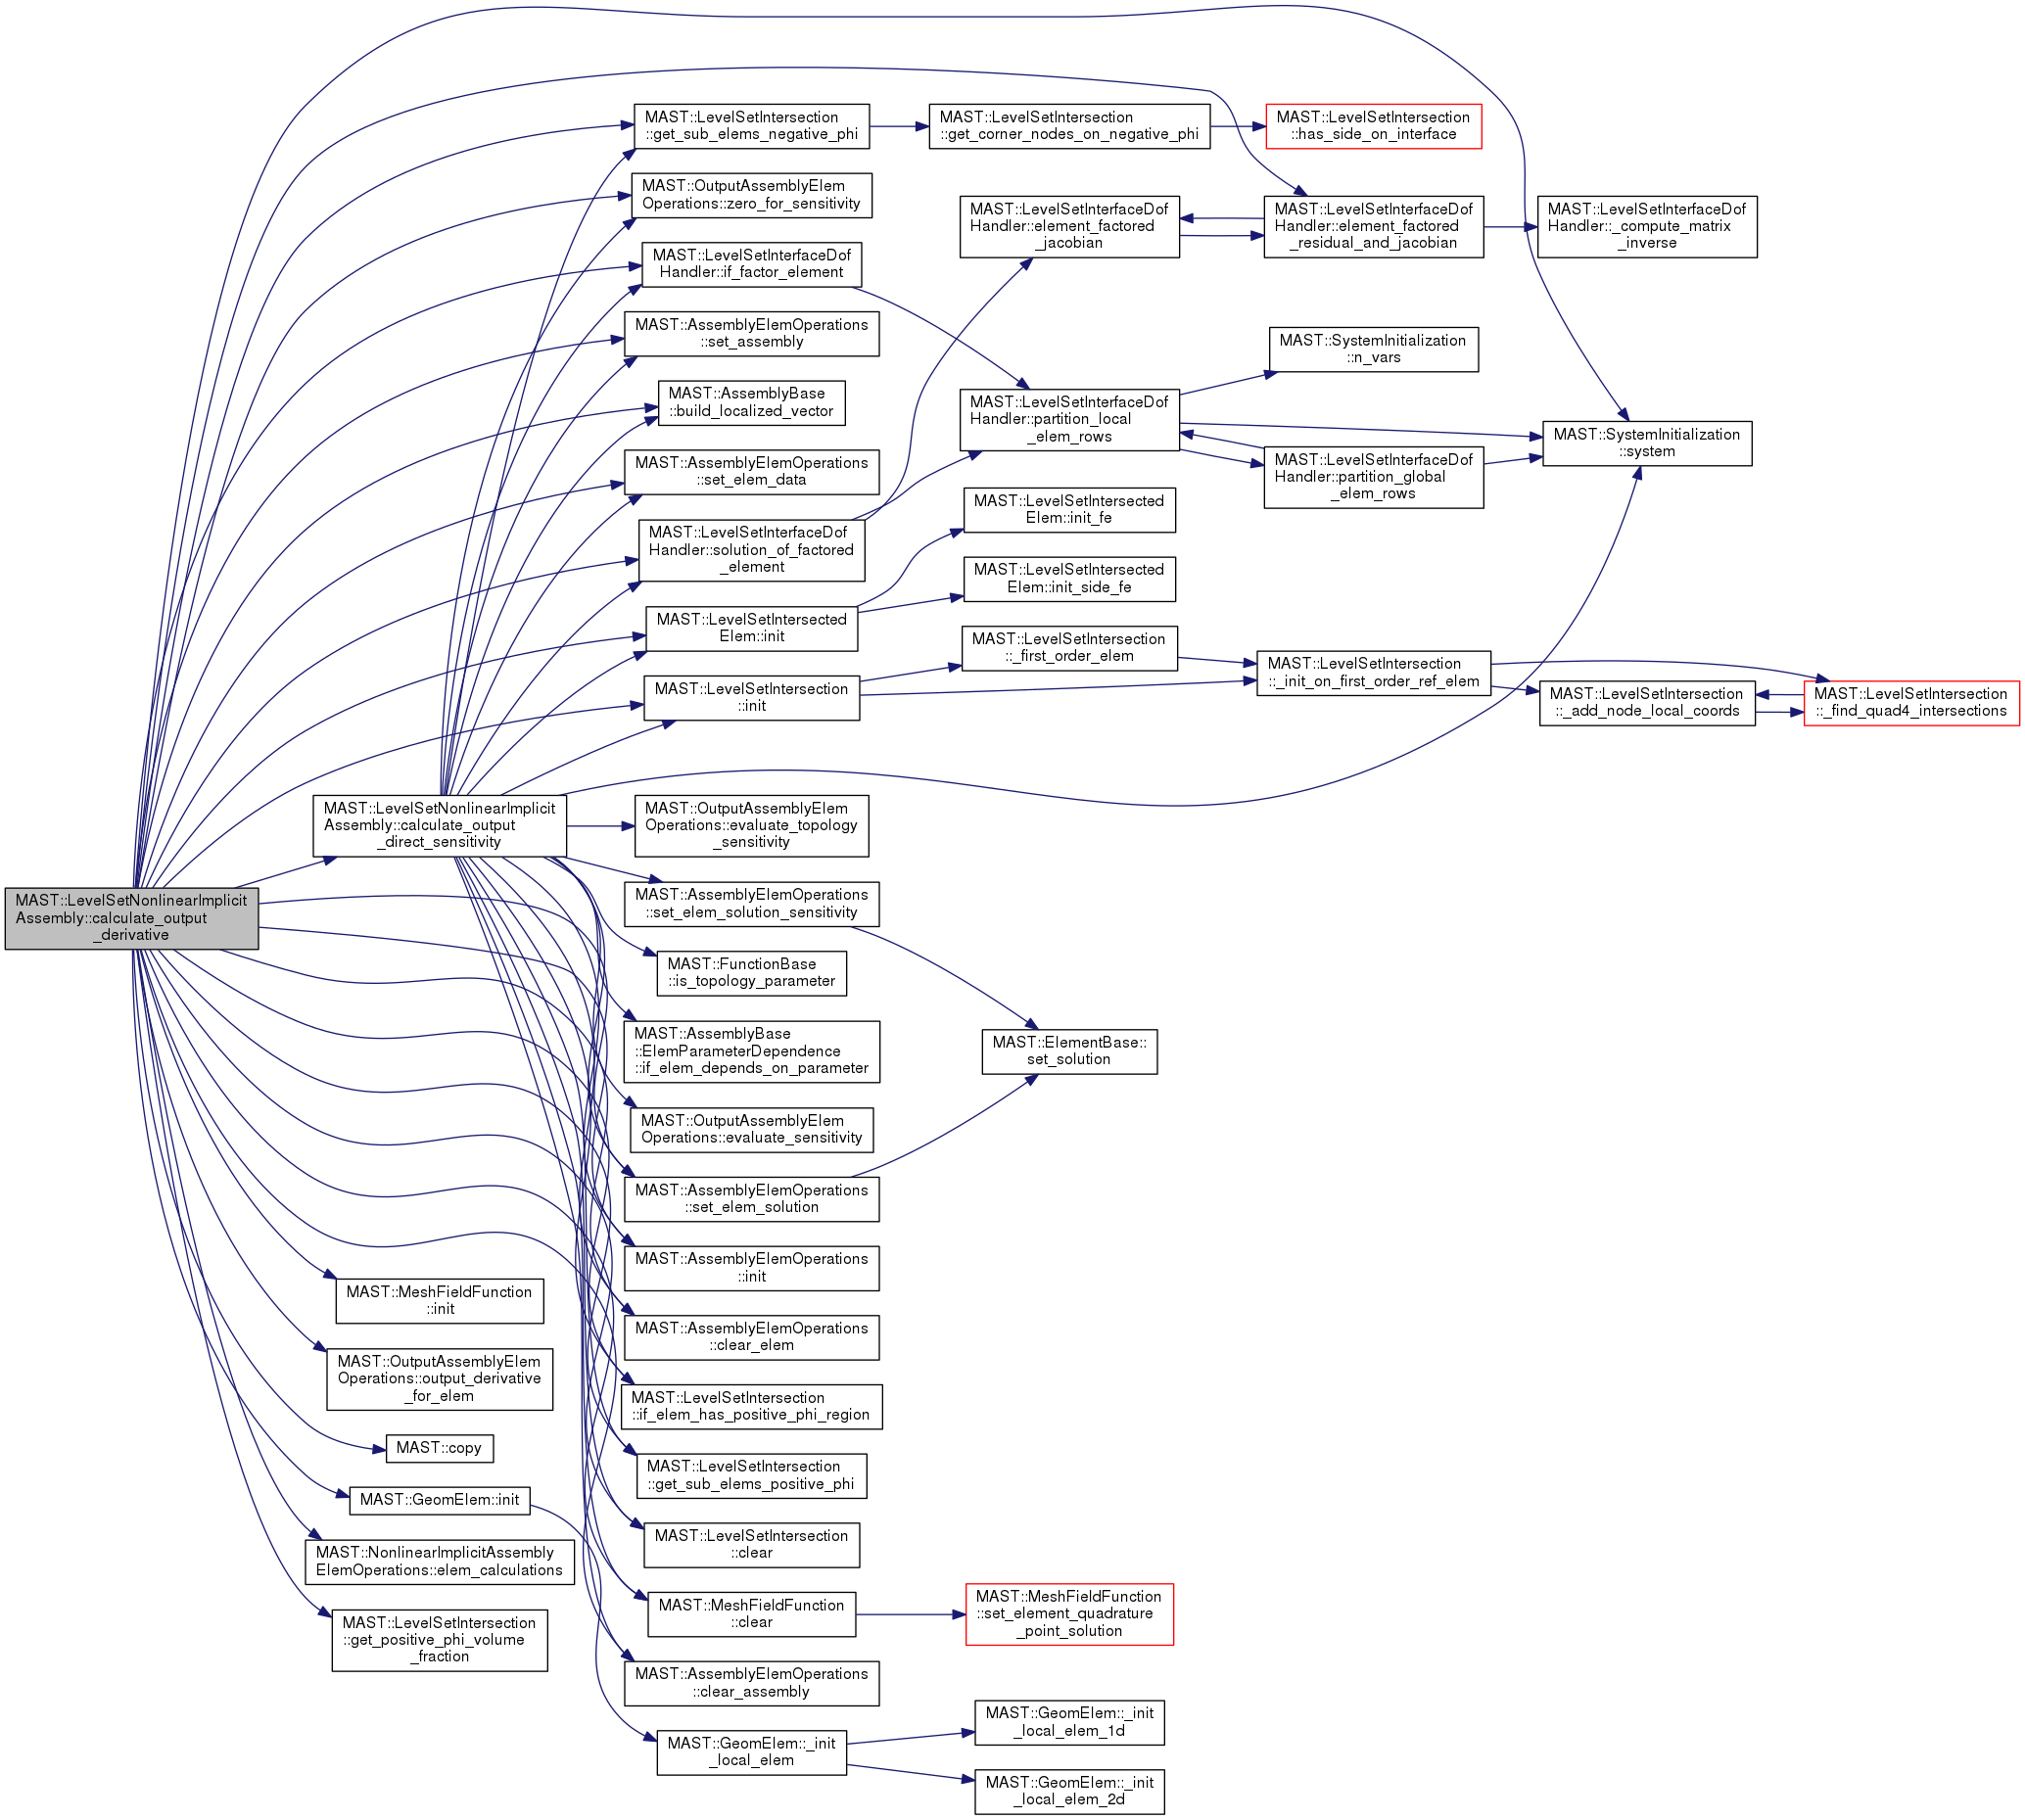 MAST::LevelSetNonlinearImplicit
Assembly::calculate_output
_derivative
MAST::LevelSetNonlinearImplicit
Assembly::calculate_output
_direct_sensitivity
MAST::MeshFieldFunction
::init
MAST::OutputAssemblyElem
Operations::output_derivative
_for_elem
MAST::copy
MAST::GeomElem::init
MAST::NonlinearImplicitAssembly
ElemOperations::elem_calculations
MAST::LevelSetIntersection
::get_positive_phi_volume
_fraction
MAST::LevelSetIntersection
::get_sub_elems_negative_phi
MAST::OutputAssemblyElem
Operations::zero_for_sensitivity
MAST::LevelSetInterfaceDof
Handler::if_factor_element
MAST::AssemblyElemOperations
::set_assembly
MAST::AssemblyBase
::build_localized_vector
MAST::AssemblyElemOperations
::set_elem_data
MAST::LevelSetInterfaceDof
Handler::solution_of_factored
_element
MAST::LevelSetIntersected
Elem::init
MAST::LevelSetIntersection
::init
MAST::OutputAssemblyElem
Operations::evaluate_topology
_sensitivity
MAST::AssemblyElemOperations
::set_elem_solution_sensitivity
MAST::FunctionBase
::is_topology_parameter
MAST::AssemblyBase
::ElemParameterDependence
::if_elem_depends_on_parameter
MAST::OutputAssemblyElem
Operations::evaluate_sensitivity
MAST::AssemblyElemOperations
::set_elem_solution
MAST::AssemblyElemOperations
::init
MAST::AssemblyElemOperations
::clear_elem
MAST::LevelSetIntersection
::if_elem_has_positive_phi_region
MAST::LevelSetIntersection
::get_sub_elems_positive_phi
MAST::LevelSetIntersection
::clear
MAST::MeshFieldFunction
::clear
MAST::AssemblyElemOperations
::clear_assembly
MAST::GeomElem::_init
_local_elem
MAST::LevelSetIntersection
::get_corner_nodes_on_negative_phi
MAST::LevelSetInterfaceDof
Handler::element_factored
_jacobian
MAST::LevelSetInterfaceDof
Handler::partition_local
_elem_rows
MAST::LevelSetIntersected
Elem::init_fe
MAST::LevelSetIntersected
Elem::init_side_fe
MAST::LevelSetIntersection
::_first_order_elem
MAST::ElementBase::
set_solution
MAST::MeshFieldFunction
::set_element_quadrature
_point_solution
MAST::GeomElem::_init
_local_elem_1d
MAST::GeomElem::_init
_local_elem_2d
MAST::LevelSetIntersection
::has_side_on_interface
MAST::LevelSetInterfaceDof
Handler::element_factored
_residual_and_jacobian
MAST::SystemInitialization
::n_vars
MAST::LevelSetInterfaceDof
Handler::partition_global
_elem_rows
MAST::LevelSetIntersection
::_init_on_first_order_ref_elem
MAST::LevelSetInterfaceDof
Handler::_compute_matrix
_inverse
MAST::SystemInitialization
::system
MAST::LevelSetIntersection
::_add_node_local_coords
MAST::LevelSetIntersection
::_find_quad4_intersections